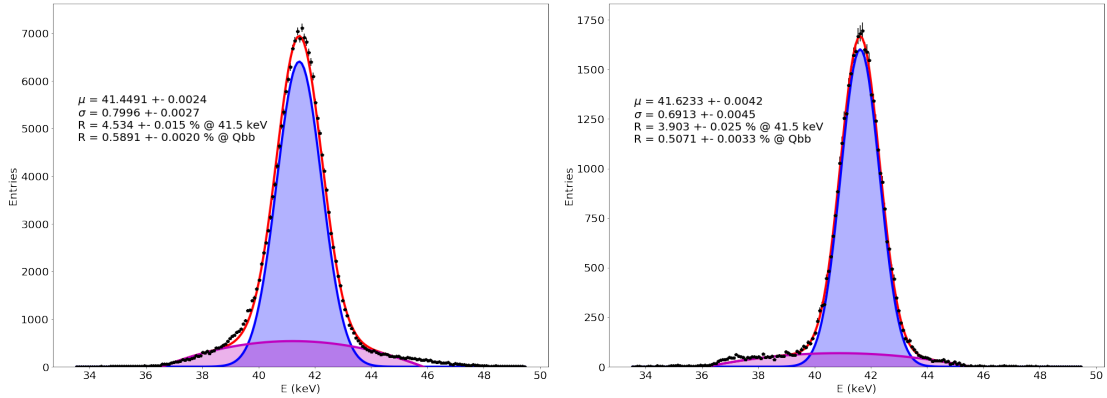 7000
6000
5000
4000
3000
2000
1000
0
Entries
μ = 41.4491 +- 0.0024
σ = 0.7996 +- 0.0027
R = 4.534 +- 0.015 % @ 41.5 keV
R = 0.5891 +- 0.0020 % @ Qbb
34 36 38 40 42 44 46 48 50
E (keV)
1750
1500
1250
1000
750
500
250
0
Entries
μ = 41.6233 +- 0.0042
σ = 0.6913 +- 0.0045
R = 3.903 +- 0.025 % @ 41.5 keV
R = 0.5071 +- 0.0033 % @ Qbb
34 36 38 40 42 44 46 48 50
E (keV)